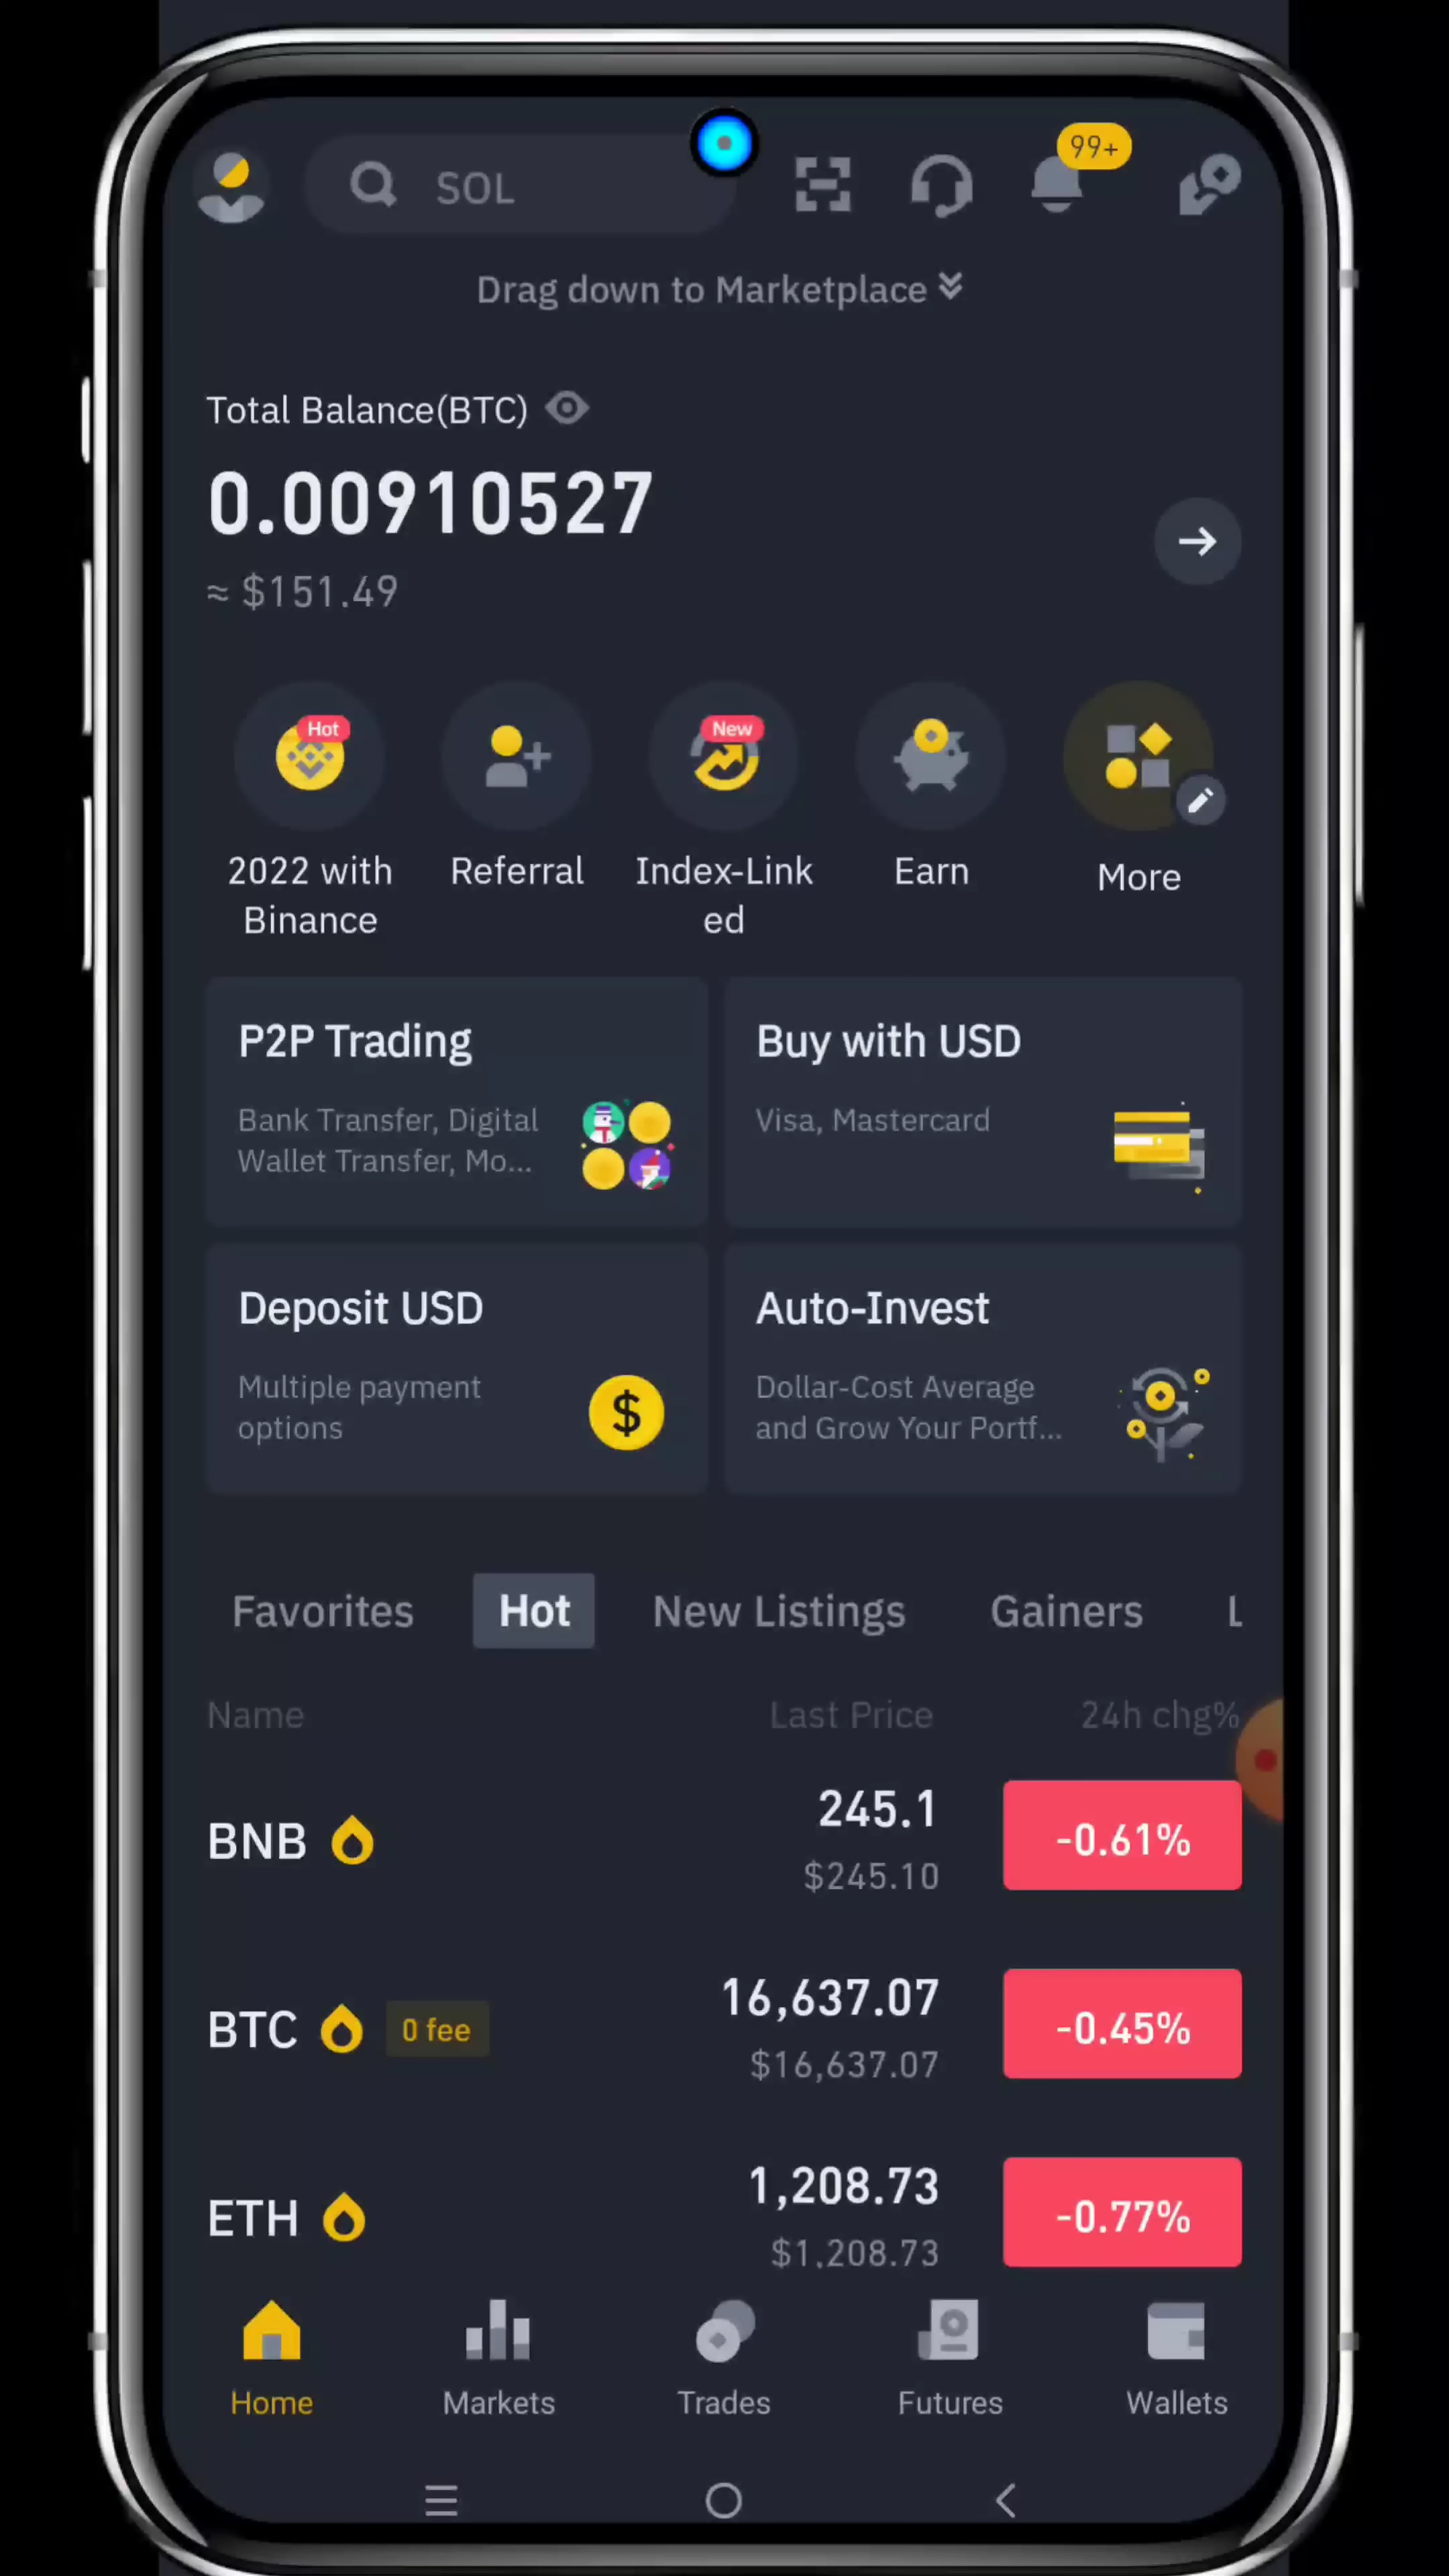 SOL
99+
Drag down to Marketplace
Total Balance(BTC)
0.00910527
≈ $151.49
Hot
New
2022 with
Binance
Referral
Index-Link
ed
Earn
More
P2P Trading
Bank Transfer, Digital
Wallet Transfer, Mo...
Buy with USD
Visa, Mastercard
Deposit USD
Multiple payment
options
$
Auto-Invest
Dollar-Cost Average
and Grow Your Portf...
Favorites Hot New Listings Gainers L
Name Last Price 24h chg%
BNB 245.1 -0.61%
$245.10
BTC 0 fee 16,637.07 -0.45%
$16,637.07
ETH 1,208.73 -0.77%
$1,208.73
Home Markets Trades Futures Wallets